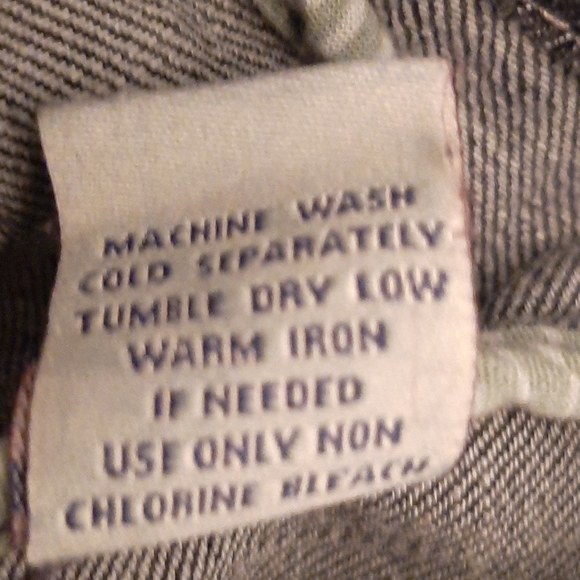 MACHINE WASH
COLD SEPARATELY
TUMBLE DRY LOW
WARM IRON
IF NEEDED
USE ONLY NON
CHLORINE BLEACH